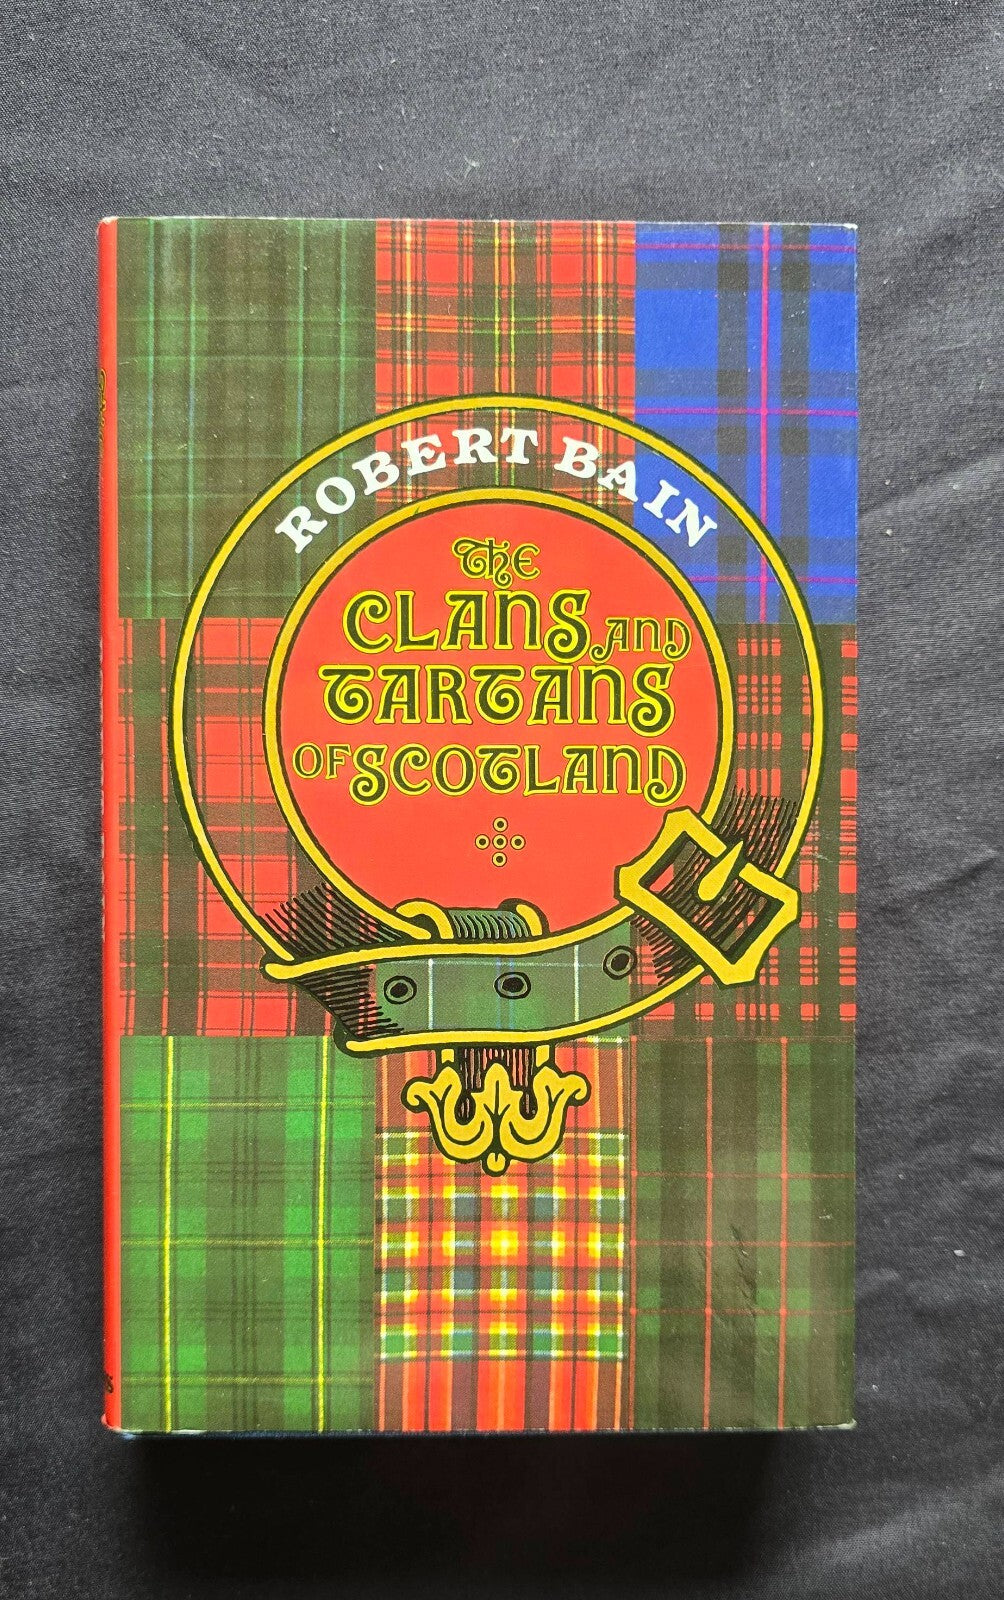 ROBERT BAIN
THE
CLANS AND
TARTANS
OF SCOTLAND